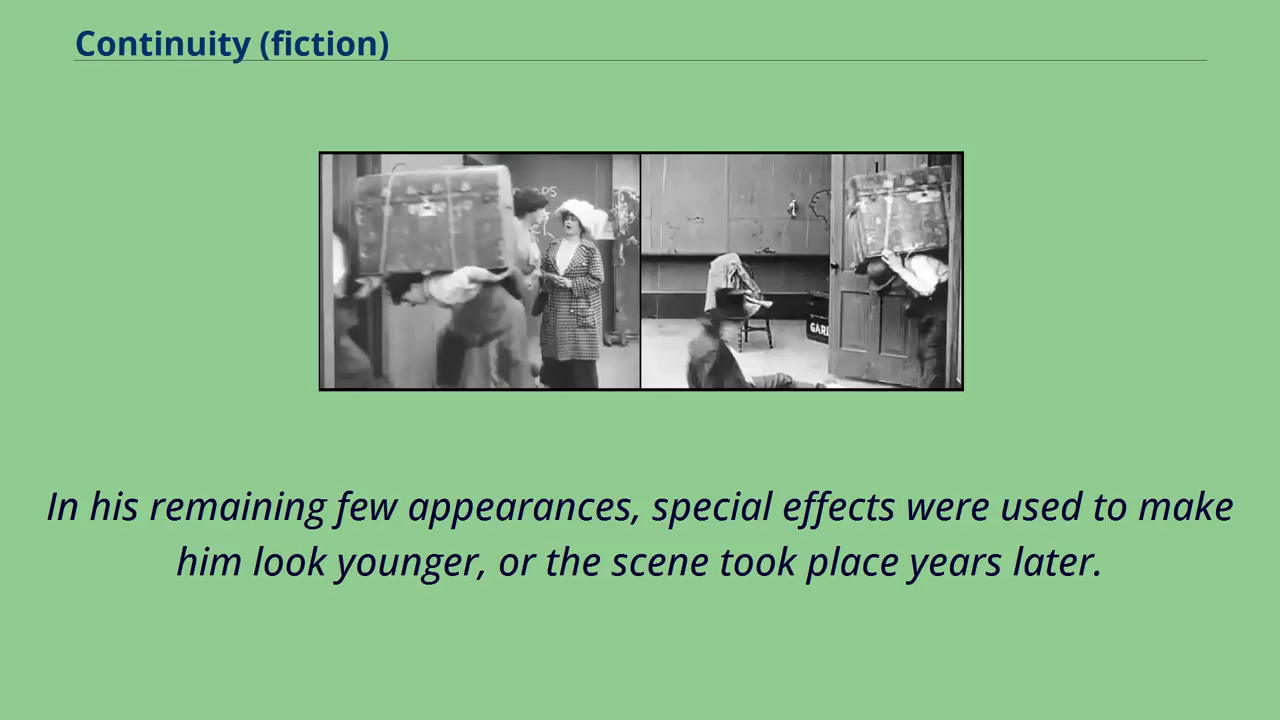 Continuity (fiction)
GARL
In his remaining few appearances, special effects were used to make
him look younger, or the scene took place years later.